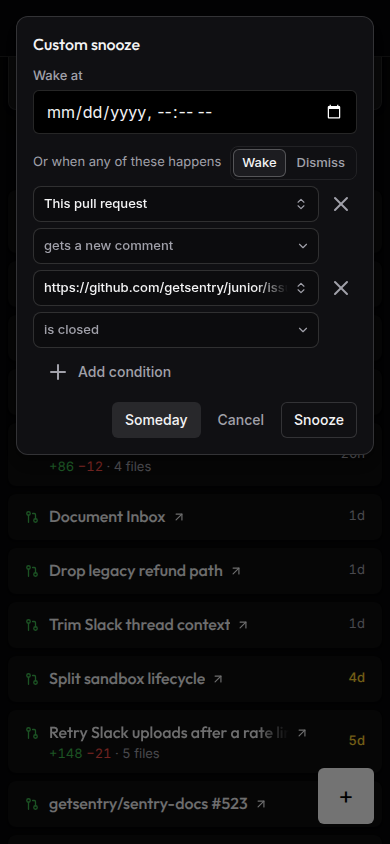 Custom snooze
Wake at
mm/dd/yyyy, --:-- --
Or when any of these happens Wake Dismiss
This pull request
gets a new comment
https://github.com/getsentry/junior/iss
is closed
Add condition
Someday Cancel Snooze
+86 −12 · 4 files
Document Inbox 1d
Drop legacy refund path 1d
Trim Slack thread context 1d
Split sandbox lifecycle 4d
Retry Slack uploads after a rate 5d
+148 −21 · 5 files
getsentry/sentry-docs #523
+